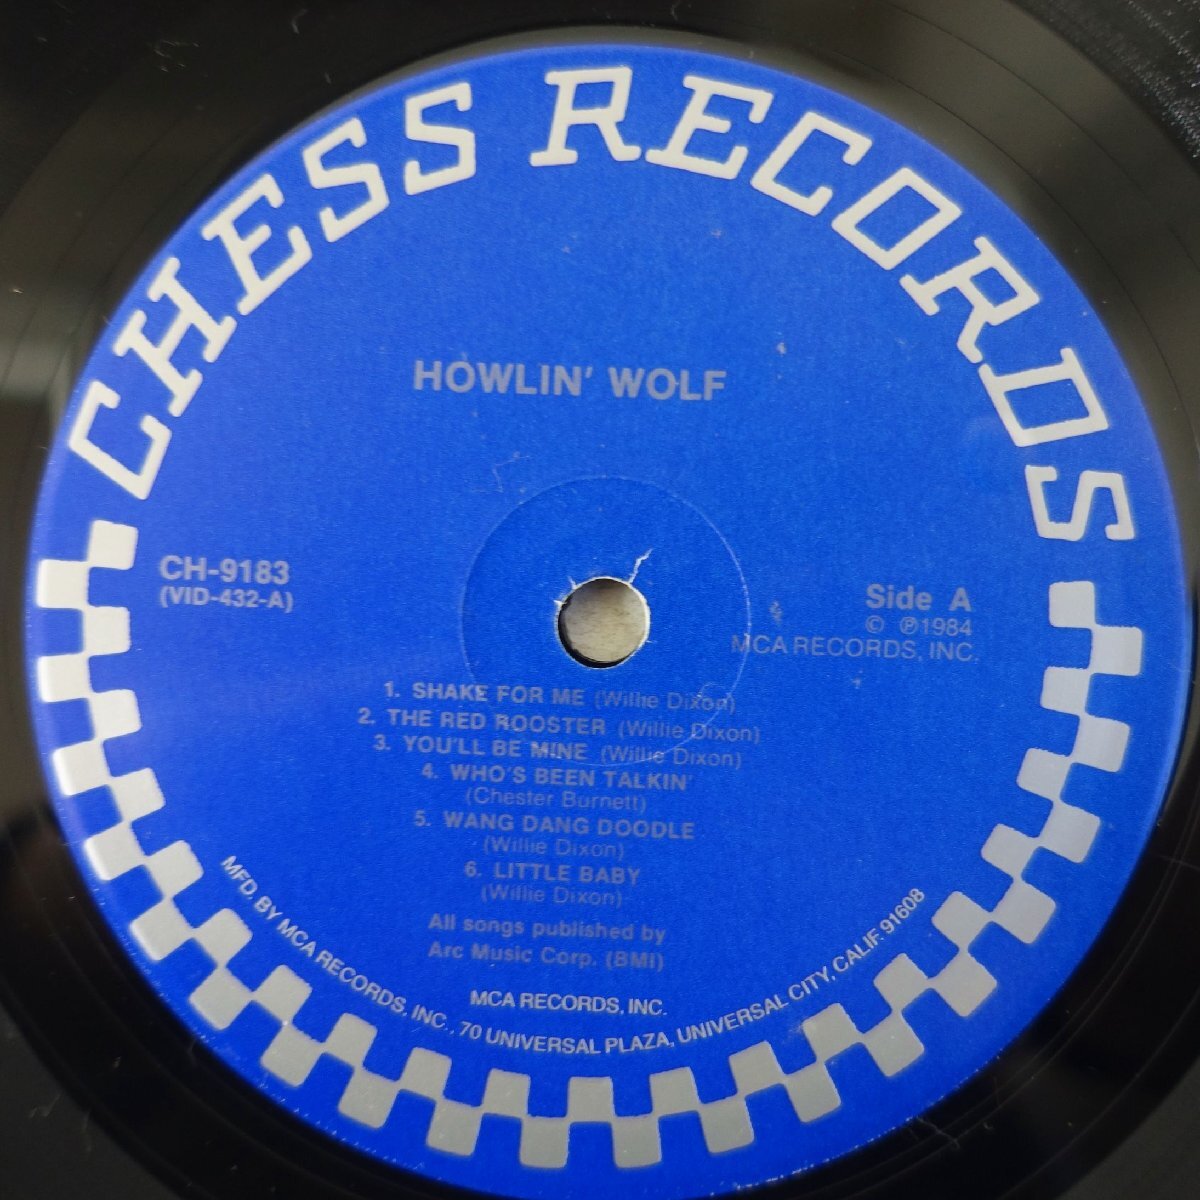 CHESS RECORDS
HOWLIN' WOLF
CH-9183
(VID-432-A)
Side A
© ℗1984
MCA RECORDS, INC.
1. SHAKE FOR ME (Willie Dixon)
2. THE RED ROOSTER (Willie Dixon)
3. YOU'LL BE MINE (Willie Dixon)
4. WHO'S BEEN TALKIN'
(Chester Burnett)
5. WANG DANG DOODLE
(Willie Dixon)
6. LITTLE BABY
(Willie Dixon)
All songs published by
Arc Music Corp. (BMI)
MCA RECORDS, INC.
MFD. BY MCA RECORDS, INC., 70 UNIVERSAL PLAZA, UNIVERSAL CITY, CALIF. 91608